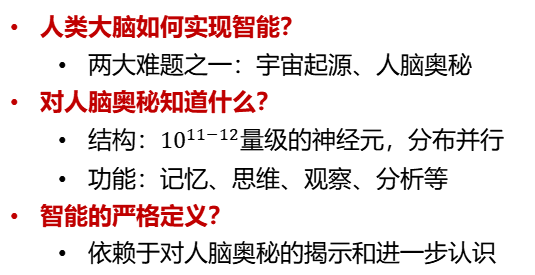 • 人类大脑如何实现智能?
• 两大难题之一:宇宙起源、人脑奥秘
• 对人脑奥秘知道什么?
• 结构:10¹¹⁻¹²量级的神经元,分布并行
• 功能:记忆、思维、观察、分析等
• 智能的严格定义?
• 依赖于对人脑奥秘的揭示和进一步认识